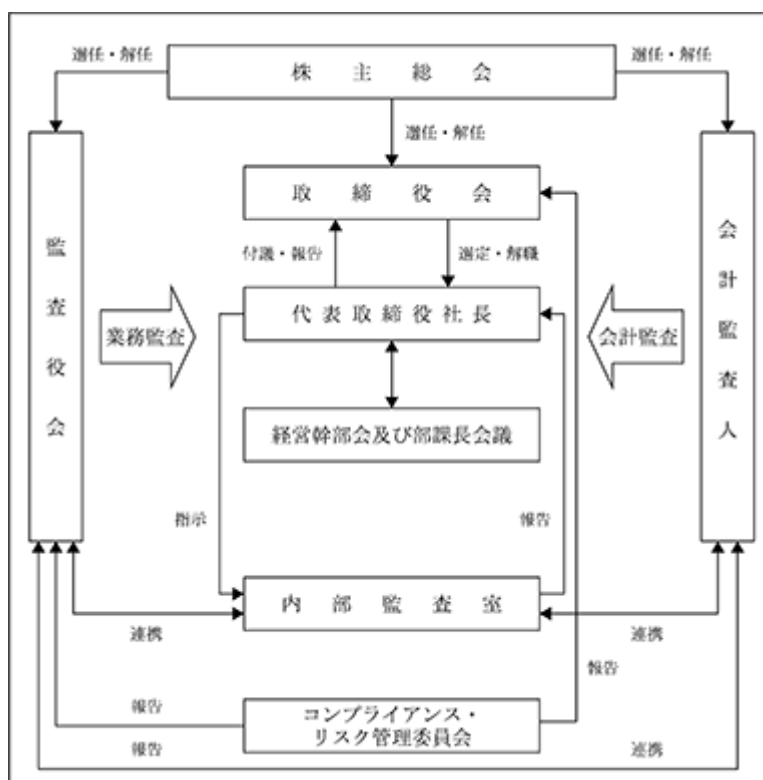 選任・解任
株主総会
選任・解任
選任・解任
取締役会
付議・報告
選定・解職
監査役会
会計監査人
代表取締役社長
業務監査
会計監査
経営幹部会及び部課長会議
指示
報告
内部監査室
連携
連携
報告
報告
コンプライアンス・
リスク管理委員会
報告
連携